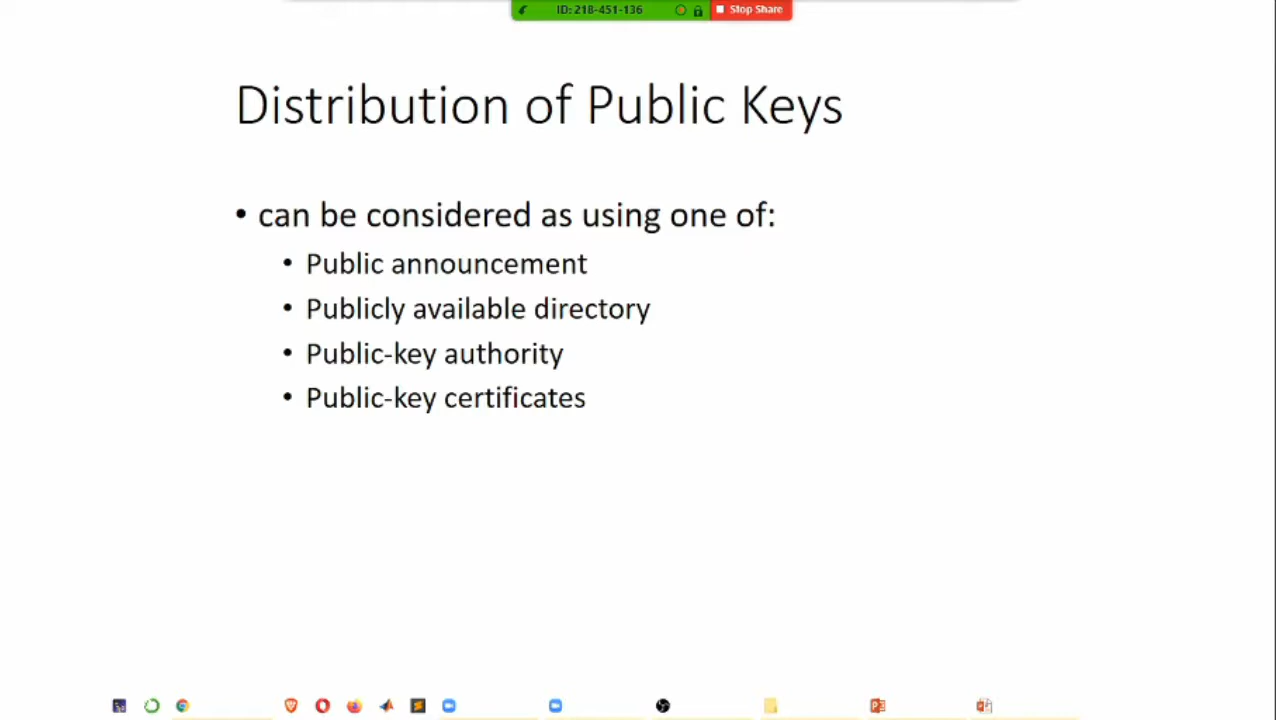 ID: 218-451-136 Stop Share
Distribution of Public Keys
• can be considered as using one of:
• Public announcement
• Publicly available directory
• Public-key authority
• Public-key certificates